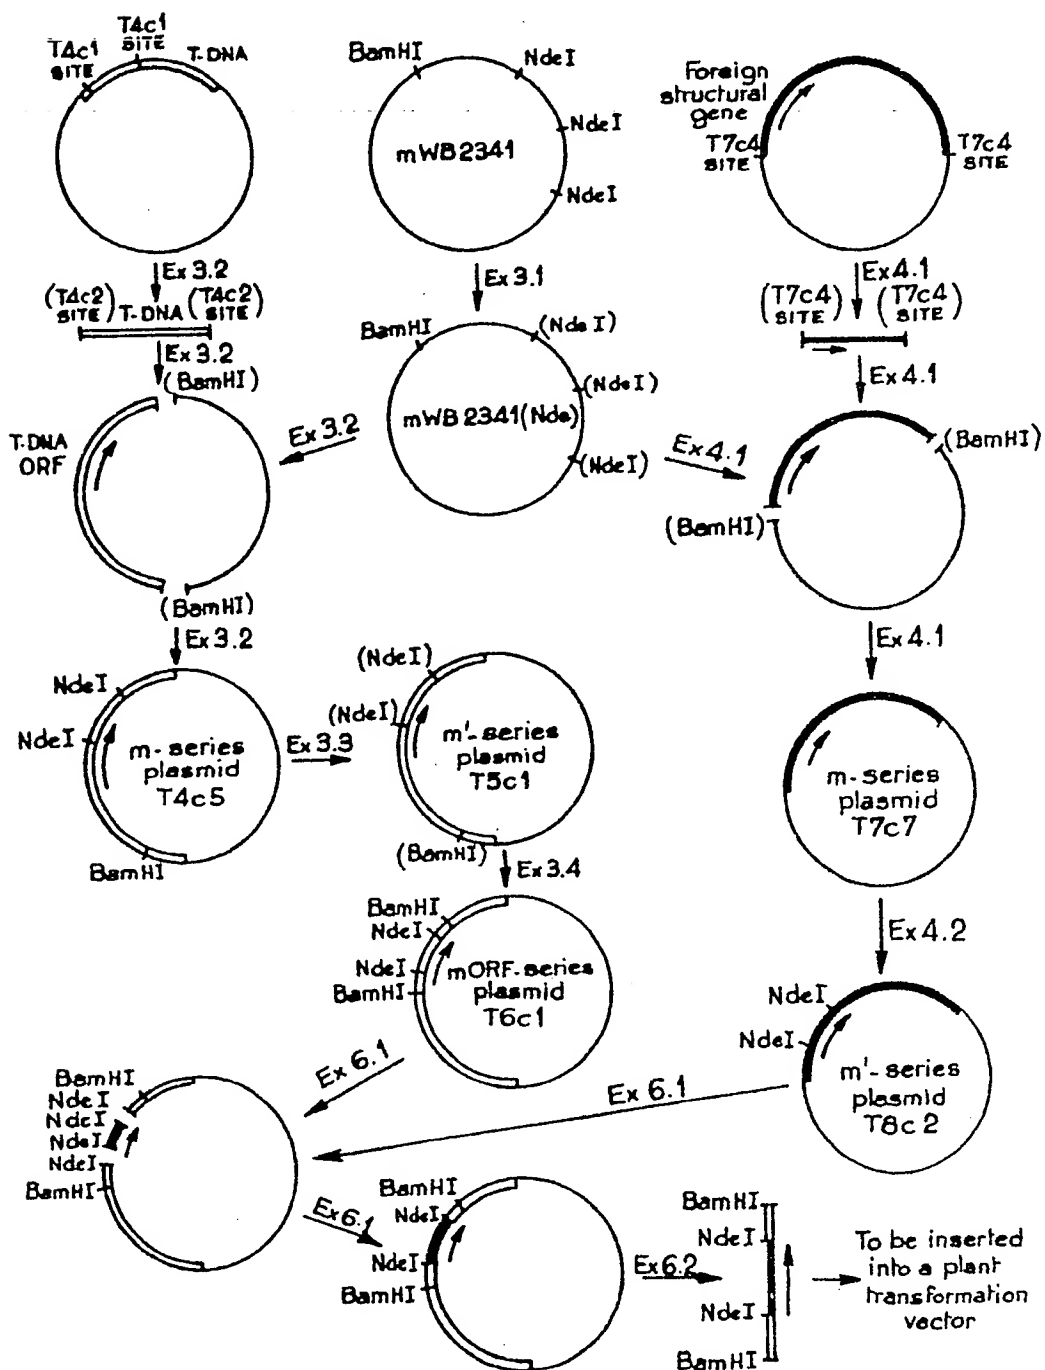 T4c1
SITE
T4c1
SITE
T-DNA
BamHI
NdeI
NdeI
NdeI
mWB2341
Foreign
structural
gene
T7c4
SITE
T7c4
SITE
Ex 3.2
Ex 3.1
Ex 4.1
(T4c2
SITE)
T-DNA
(T4c2
SITE)
(T7c4
SITE)
(T7c4
SITE)
Ex 3.2
BamHI
(NdeI)
(NdeI)
(NdeI)
mWB2341(Nde)
Ex 4.1
(BamHI)
T-DNA
ORF
(BamHI)
Ex 3.2
Ex 4.1
(BamHI)
(BamHI)
Ex 3.2
Ex 4.1
NdeI
NdeI
m-series
plasmid
T4c5
BamHI
Ex 3.3
(NdeI)
(NdeI)
m'-series
plasmid
T5c1
(BamHI)
m-series
plasmid
T7c7
Ex 3.4
Ex 4.2
BamHI
NdeI
NdeI
BamHI
mORF-series
plasmid
T6c1
NdeI
NdeI
m'-series
plasmid
T8c2
Ex 6.1
Ex 6.1
BamHI
NdeI
NdeI
NdeI
NdeI
BamHI
Ex 6.1
BamHI
NdeI
NdeI
BamHI
Ex 6.2
BamHI
NdeI
NdeI
BamHI
To be inserted
into a plant
transformation
vector